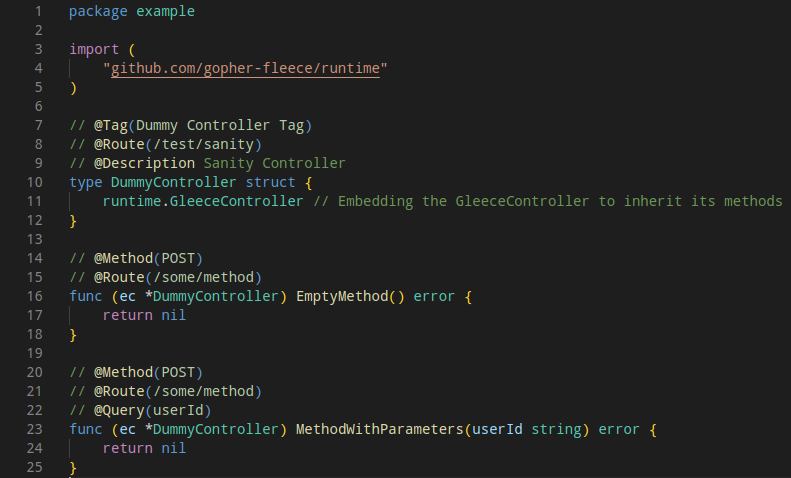 1 package example
2
3 import (
4     "github.com/gopher-fleece/runtime"
5 )
6
7 // @Tag(Dummy Controller Tag)
8 // @Route(/test/sanity)
9 // @Description Sanity Controller
10 type DummyController struct {
11     runtime.GleeceController // Embedding the GleeceController to inherit its methods
12 }
13
14 // @Method(POST)
15 // @Route(/some/method)
16 func (ec *DummyController) EmptyMethod() error {
17     return nil
18 }
19
20 // @Method(POST)
21 // @Route(/some/method)
22 // @Query(userId)
23 func (ec *DummyController) MethodWithParameters(userId string) error {
24     return nil
25 }